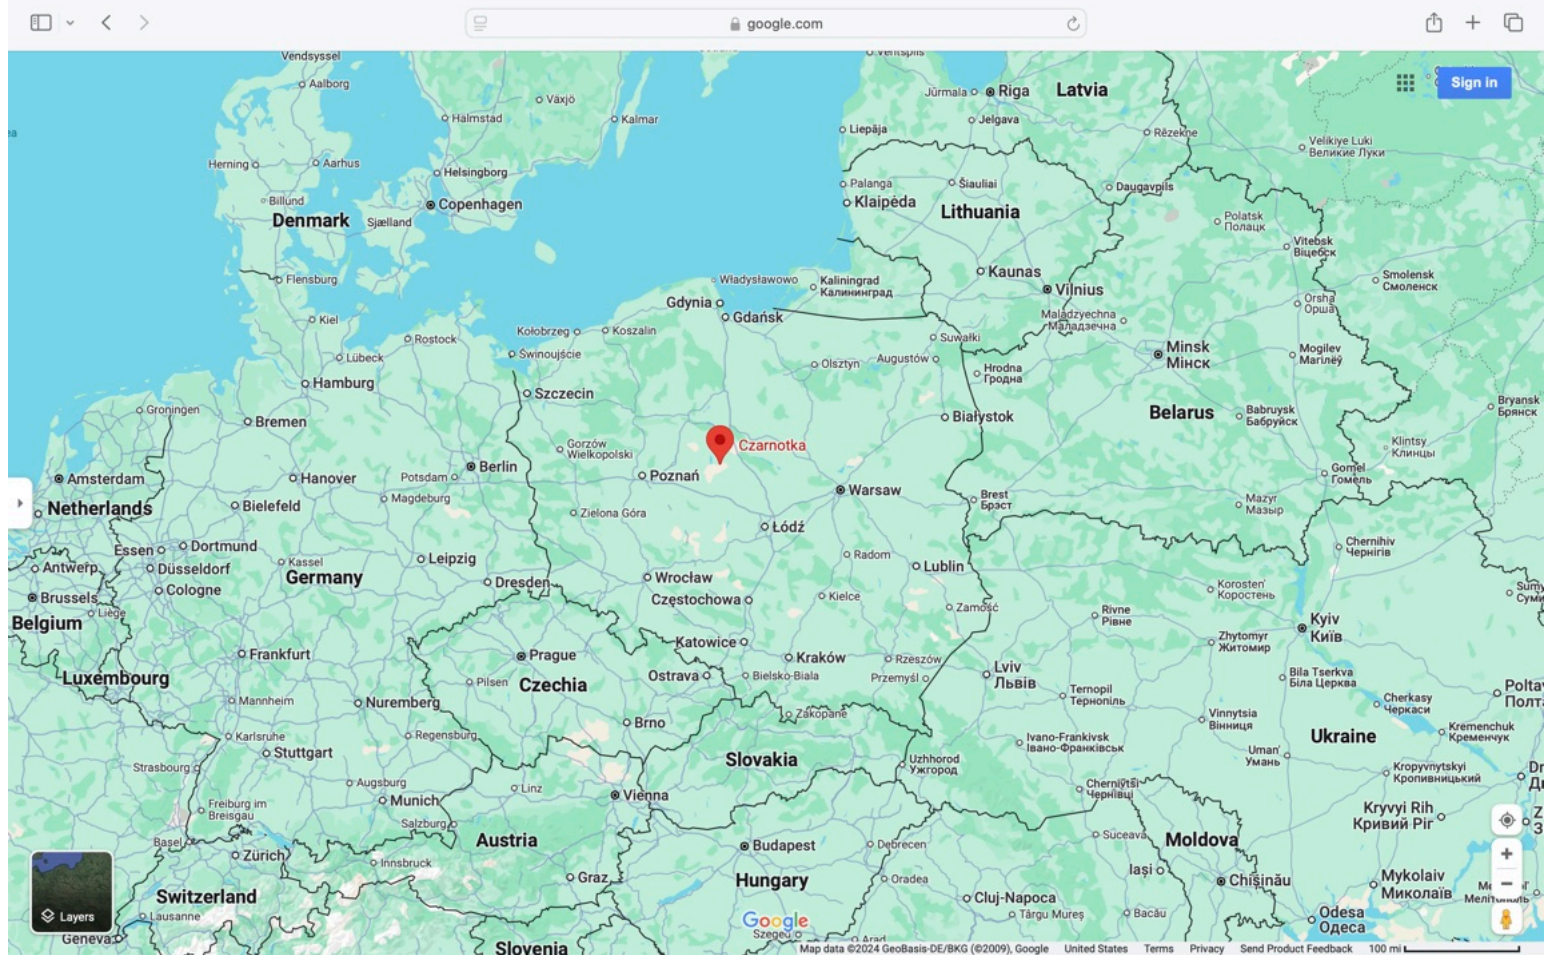 google.com
Sign in
Vendsyssel
Aalborg
Växjö
Halmstad
Kalmar
Ventspils
Jūrmala
Riga
Latvia
Jelgava
Liepāja
Rēzekne
Velikiye Luki
Великие Луки
Herning
Aarhus
Helsingborg
Billund
Copenhagen
Denmark
Sjælland
Palanga
Šiauliai
Daugavpils
Klaipėda
Lithuania
Polatsk
Полацк
Vitebsk
Віцебск
Flensburg
Władysławowo
Kaliningrad
Калининград
Kaunas
Vilnius
Smolensk
Смоленск
Gdynia
Gdańsk
Orsha
Орша
Maladzyechna
Маладзечна
Kiel
Rostock
Kołobrzeg
Koszalin
Suwałki
Świnoujście
Lübeck
Olsztyn
Augustów
Minsk
Мінск
Mogilev
Магілёў
Hamburg
Szczecin
Hrodna
Гродна
Groningen
Bremen
Białystok
Belarus
Babruysk
Бабруйск
Bryansk
Брянск
Czarnotka
Gorzów
Wielkopolski
Klintsy
Клинцы
Amsterdam
Hanover
Potsdam
Berlin
Poznań
Warsaw
Gomel
Гомель
Netherlands
Bielefeld
Magdeburg
Zielona Góra
Brest
Брэст
Mazyr
Мазыр
Łódź
Essen
Dortmund
Düsseldorf
Kassel
Leipzig
Radom
Lublin
Chernihiv
Чернігів
Antwerp
Cologne
Germany
Dresden
Wrocław
Częstochowa
Kielce
Zamość
Korosten'
Коростень
Brussels
Liège
Belgium
Rivne
Рівне
Kyiv
Київ
Frankfurt
Prague
Katowice
Kraków
Rzeszów
Zhytomyr
Житомир
Luxembourg
Pilsen
Czechia
Ostrava
Bielsko-Biala
Przemyśl
Lviv
Львів
Ternopil
Тернопіль
Bila Tserkva
Біла Церква
Mannheim
Nuremberg
Brno
Zakopane
Vinnytsia
Вінниця
Cherkasy
Черкаси
Kremenchuk
Кременчук
Karlsruhe
Regensburg
Stuttgart
Slovakia
Ivano-Frankivsk
Івано-Франківськ
Uman'
Умань
Ukraine
Strasbourg
Uzhhorod
Ужгород
Kropyvnytskyi
Кропивницький
Augsburg
Linz
Vienna
Chernivtsi
Чернівці
Freiburg im
Breisgau
Munich
Salzburg
Kryvyi Rih
Кривий Ріг
Basel
Zürich
Austria
Budapest
Debrecen
Suceava
Moldova
Innsbruck
Graz
Hungary
Oradea
Iași
Chișinău
Mykolaiv
Миколаїв
Switzerland
Cluj-Napoca
Târgu Mureș
Bacău
Odesa
Одеса
Layers
Lausanne
Geneva
Google
Szeged
Arad
Slovenia
Map data ©2024 GeoBasis-DE/BKG (©2009), Google United States Terms Privacy Send Product Feedback 100 mi